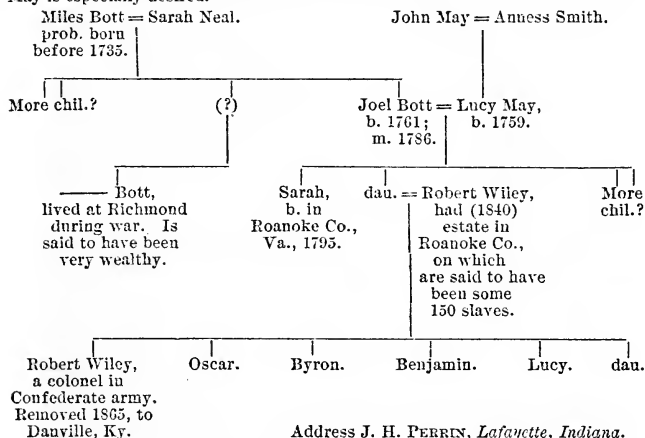 May is especially desired.
Miles Bott = Sarah Neal. John May = Anness Smith.
prob. born
before 1735.
More chil.? (?) Joel Bott = Lucy May,
b. 1761; b. 1759.
m. 1786.
—— Bott, Sarah, dau. = Robert Wiley, More
lived at Richmond b. in had (1840) chil.?
during war. Is Roanoke Co., estate in
said to have been Va., 1795. Roanoke Co.,
very wealthy. on which
are said to have
been some
150 slaves.
Robert Wiley, Oscar. Byron. Benjamin. Lucy. dau.
a colonel in
Confederate army.
Removed 1865, to
Danville, Ky. Address J. H. PERRIN, Lafayette, Indiana.